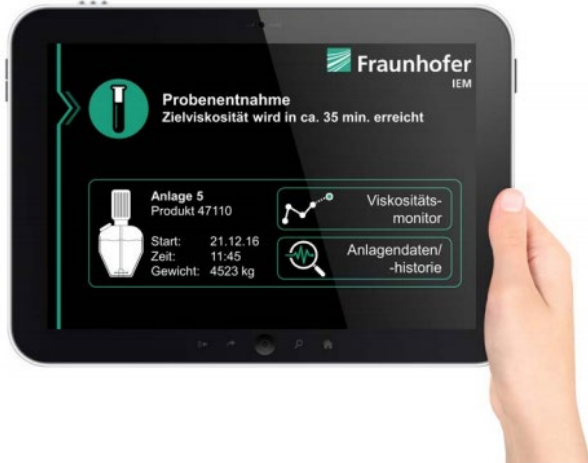 Fraunhofer
IEM
Probenentnahme
Zielviskosität wird in ca. 35 min. erreicht
Anlage 5
Produkt 47110
Start: 21.12.16
Zeit: 11:45
Gewicht: 4523 kg
Viskositäts-
monitor
Anlagendaten/
-historie